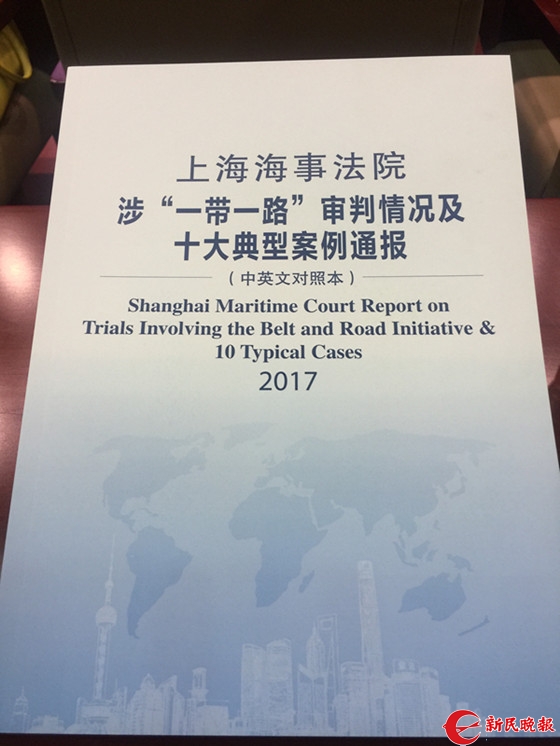 上海海事法院
涉“一带一路”审判情况及
十大典型案例通报
（中英文对照本）
Shanghai Maritime Court Report on
Trials Involving the Belt and Road Initiative &
10 Typical Cases
2017
新民晚报